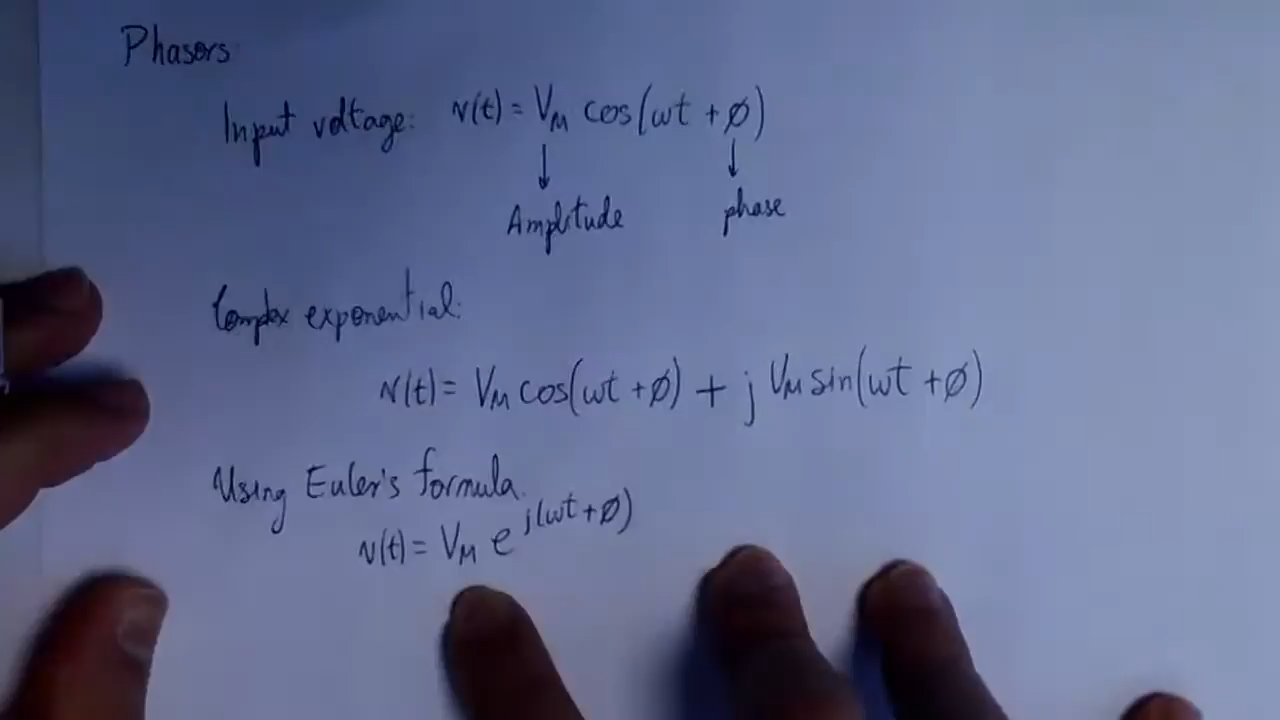 Phasors:
Input voltage: v(t) = V_M cos(ωt + ø)
↓ ↓
Amplitude phase
Complex exponential:
v(t) = V_M cos(ωt + ø) + j V_M sin(ωt + ø)
Using Euler's formula.
v(t) = V_M e^{j(ωt + ø)}